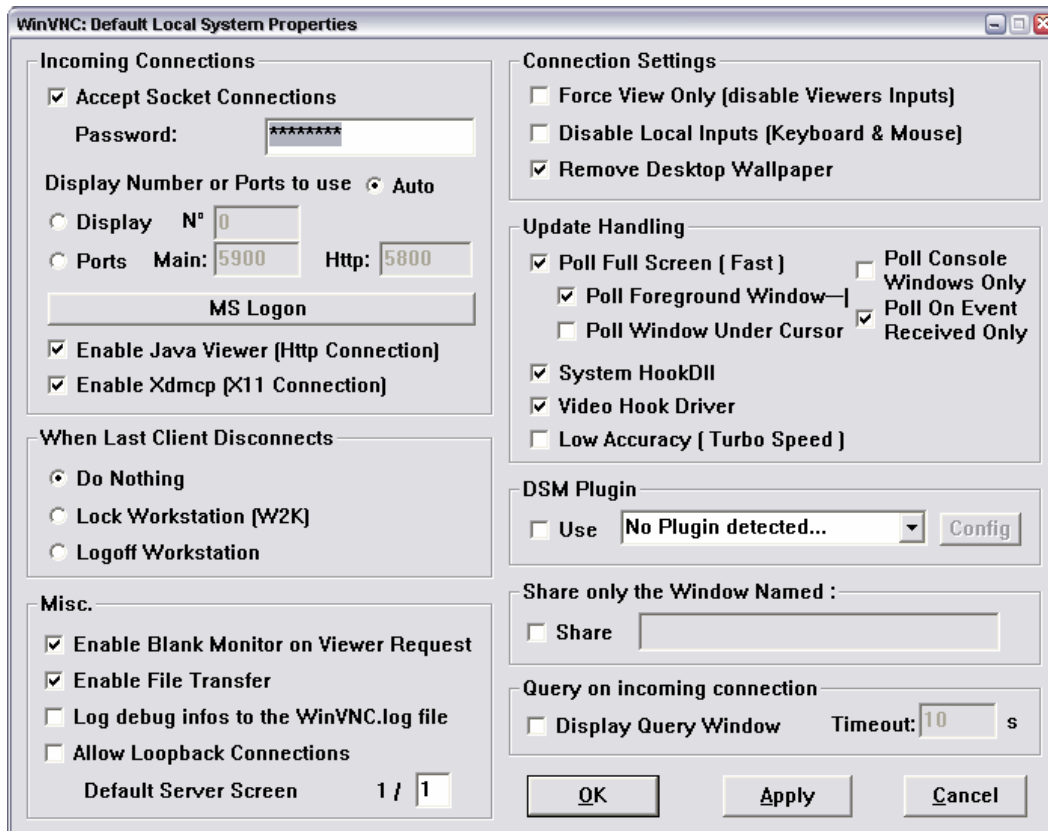 WinVNC: Default Local System Properties
Incoming Connections
Accept Socket Connections
Password: ********
Display Number or Ports to use Auto
Display N° 0
Ports Main: 5900 Http: 5800
MS Logon
Enable Java Viewer (Http Connection)
Enable Xdmcp (X11 Connection)
When Last Client Disconnects
Do Nothing
Lock Workstation (W2K)
Logoff Workstation
Misc.
Enable Blank Monitor on Viewer Request
Enable File Transfer
Log debug infos to the WinVNC.log file
Allow Loopback Connections
Default Server Screen 1 / 1
Connection Settings
Force View Only (disable Viewers Inputs)
Disable Local Inputs (Keyboard & Mouse)
Remove Desktop Wallpaper
Update Handling
Poll Full Screen ( Fast )
Poll Foreground Window
Poll Window Under Cursor
Poll Console
Windows Only
Poll On Event
Received Only
System HookDll
Video Hook Driver
Low Accuracy ( Turbo Speed )
DSM Plugin
Use No Plugin detected... Config
Share only the Window Named :
Share
Query on incoming connection
Display Query Window Timeout: 10 s
OK Apply Cancel